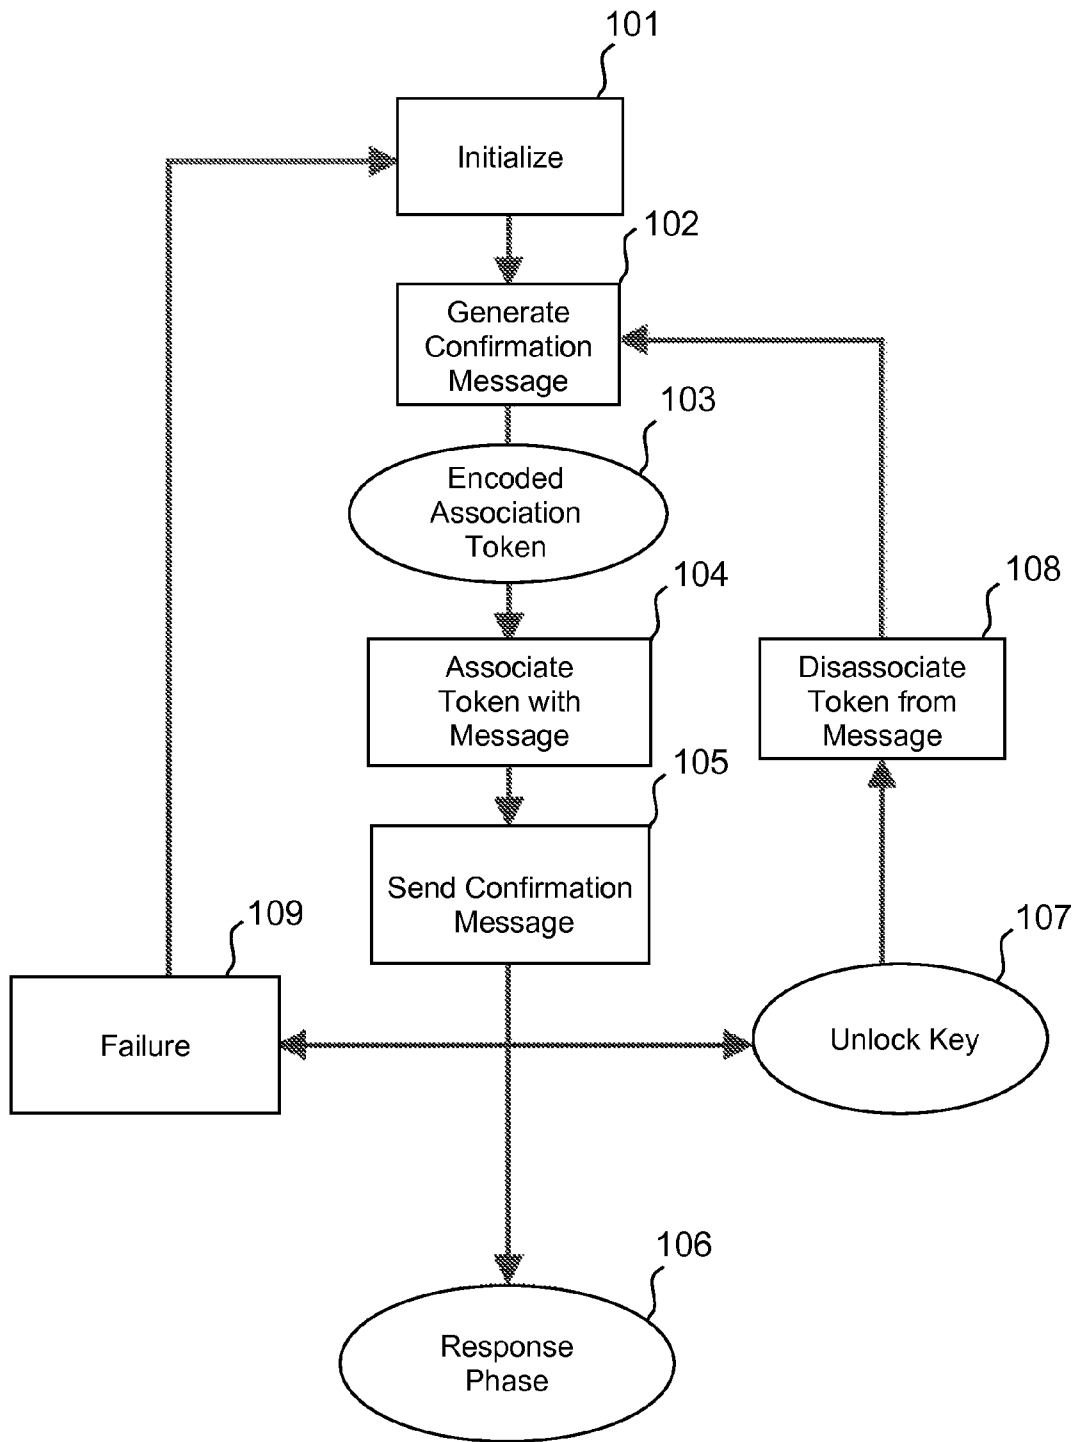 101
Initialize
102
Generate
Confirmation
Message
103
Encoded
Association
Token
104
Associate
Token with
Message
108
Disassociate
Token from
Message
105
Send Confirmation
Message
109
Failure
107
Unlock Key
106
Response
Phase